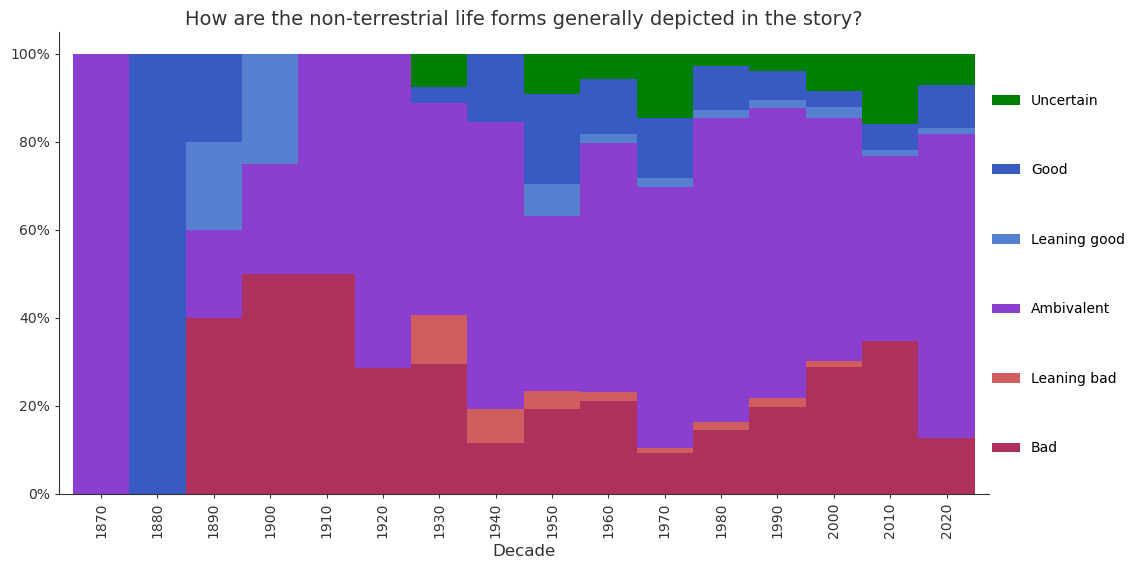 How are the non-terrestrial life forms generally depicted in the story?
100%
80%
60%
40%
20%
0%
1870
1880
1890
1900
1910
1920
1930
1940
1950
1960
1970
1980
1990
2000
2010
2020
Decade
Uncertain
Good
Leaning good
Ambivalent
Leaning bad
Bad